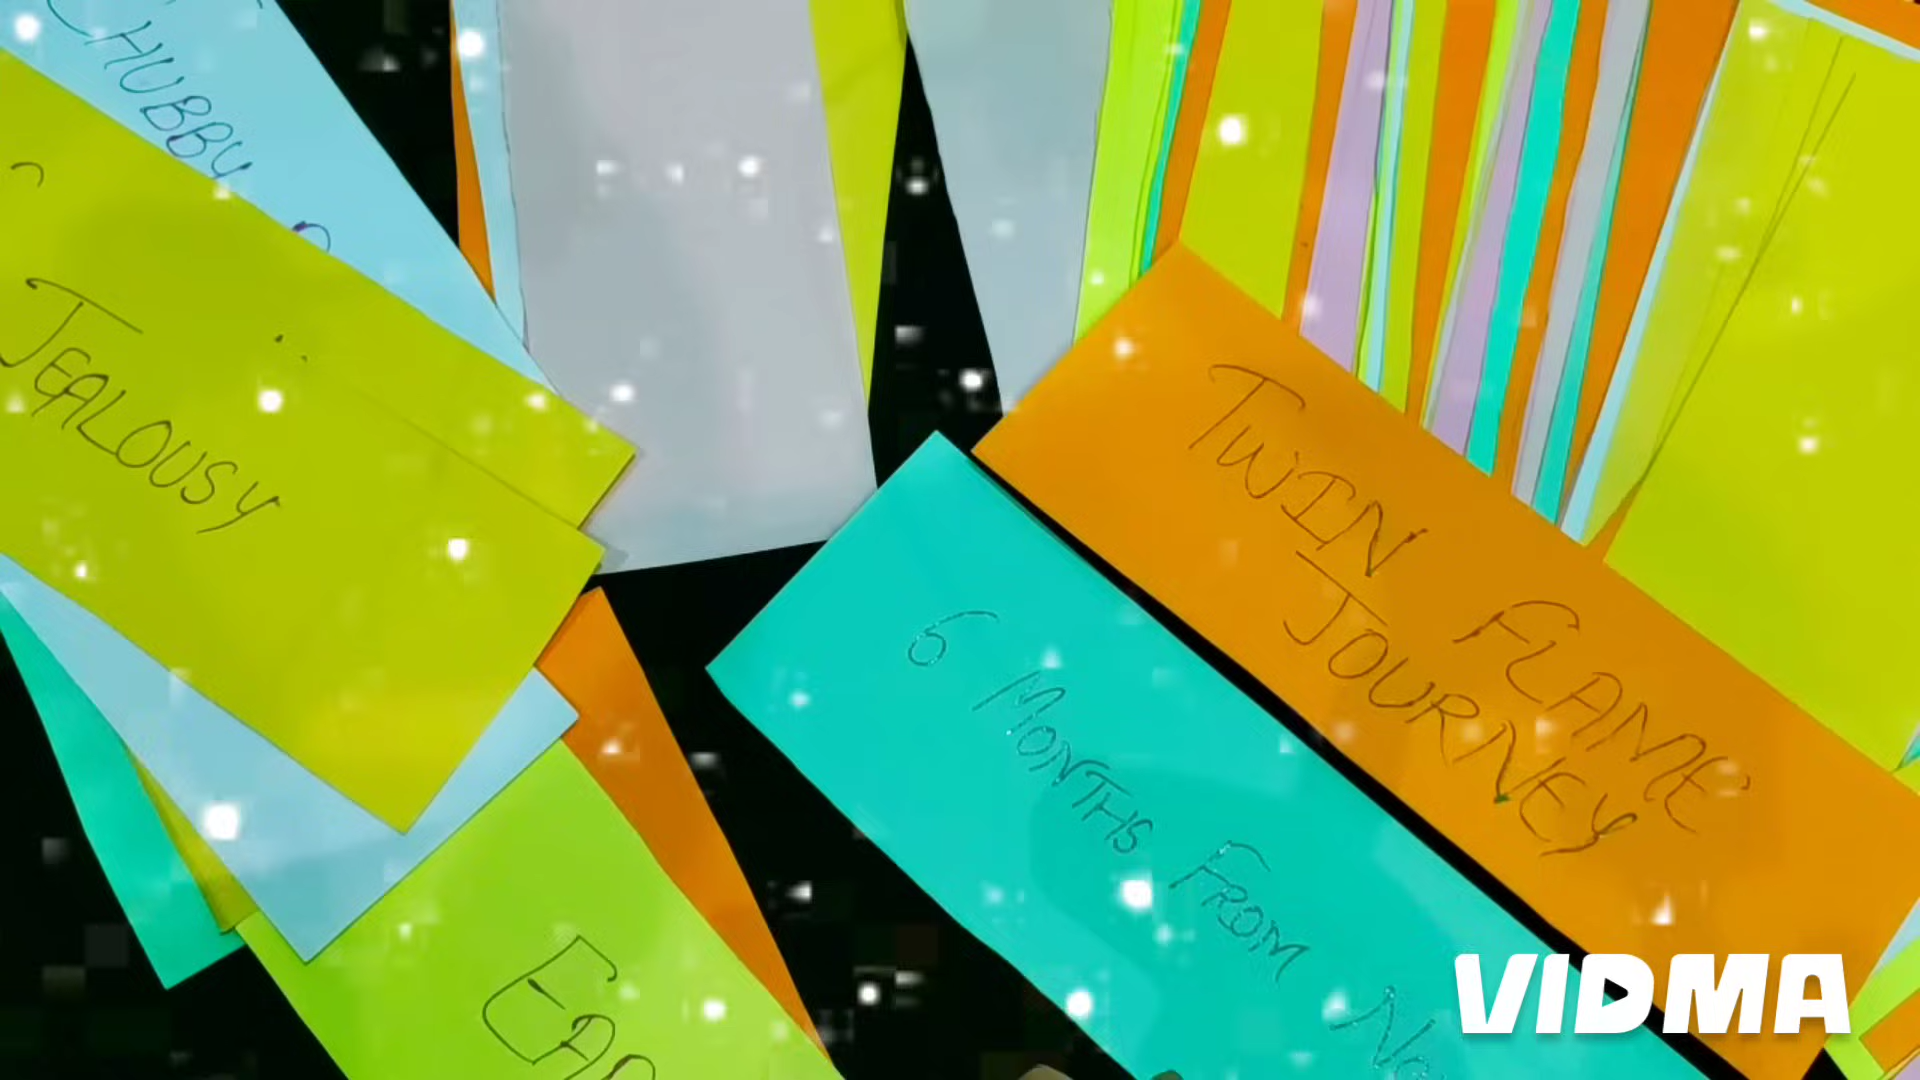 CHUBBY
JEALOUSY
TWIN FLAME
JOURNEY
6 MONTHS FROM
VIDMA